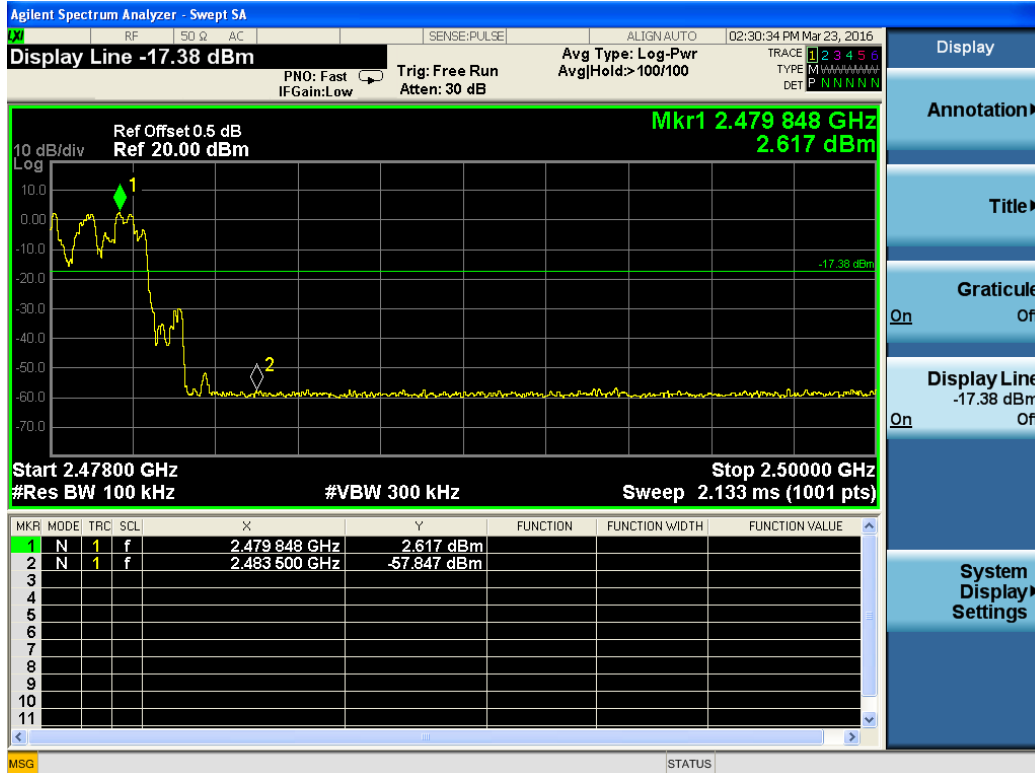 Agilent Spectrum Analyzer - Swept SA
LXI RF 50 Ω AC SENSE:PULSE ALIGN AUTO 02:30:34 PM Mar 23, 2016
Display Line -17.38 dBm
PNO: Fast
IFGain:Low
Trig: Free Run
Atten: 30 dB
Avg Type: Log-Pwr
Avg|Hold:>100/100
TRACE 1 2 3 4 5 6
TYPE M
DET P N N N N N
Mkr1 2.479 848 GHz
2.617 dBm
Ref Offset 0.5 dB
10 dB/div Ref 20.00 dBm
Log
10.0
0.00
-10.0
-20.0
-30.0
-40.0
-50.0
-60.0
-70.0
1
-17.38 dBm
2
Start 2.47800 GHz Stop 2.50000 GHz
#Res BW 100 kHz #VBW 300 kHz Sweep 2.133 ms (1001 pts)
MKR MODE TRC SCL X Y FUNCTION FUNCTION WIDTH FUNCTION VALUE
1 N 1 f 2.479 848 GHz 2.617 dBm
2 N 1 f 2.483 500 GHz -57.847 dBm
3
4
5
6
7
8
9
10
11
MSG STATUS
Display
Annotation
Title
Graticule
On Off
Display Line
-17.38 dBm
On Off
System
Display
Settings